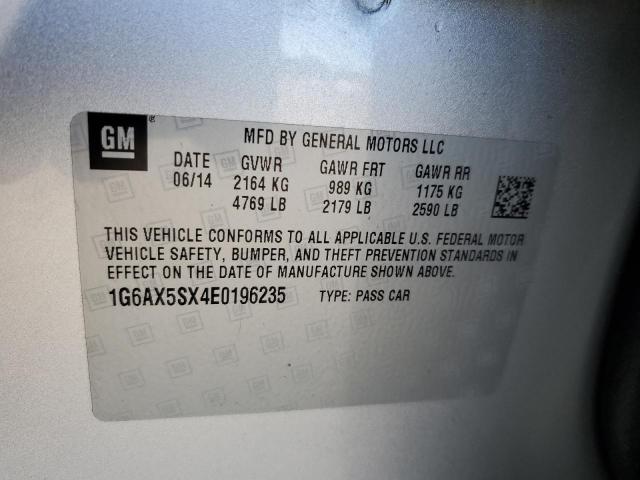 GM ® MFD BY GENERAL MOTORS LLC
DATE GVWR GAWR FRT GAWR RR
06/14 2164 KG 989 KG 1175 KG
4769 LB 2179 LB 2590 LB
THIS VEHICLE CONFORMS TO ALL APPLICABLE U.S. FEDERAL MOTOR
VEHICLE SAFETY, BUMPER, AND THEFT PREVENTION STANDARDS IN
EFFECT ON THE DATE OF MANUFACTURE SHOWN ABOVE.
1G6AX5SX4E0196235 TYPE: PASS CAR